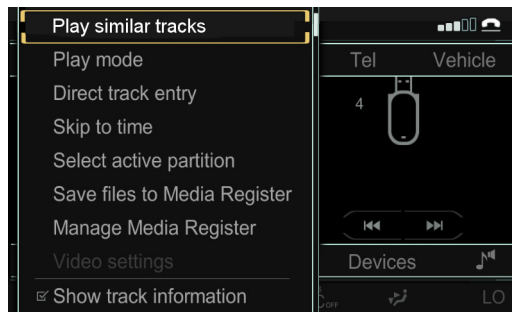 Play similar tracks
Play mode
Tel
Vehicle
Direct track entry
4
Skip to time
Select active partition
Save files to Media Register
Manage Media Register
Video settings
Devices
Show track information
OFF
LO